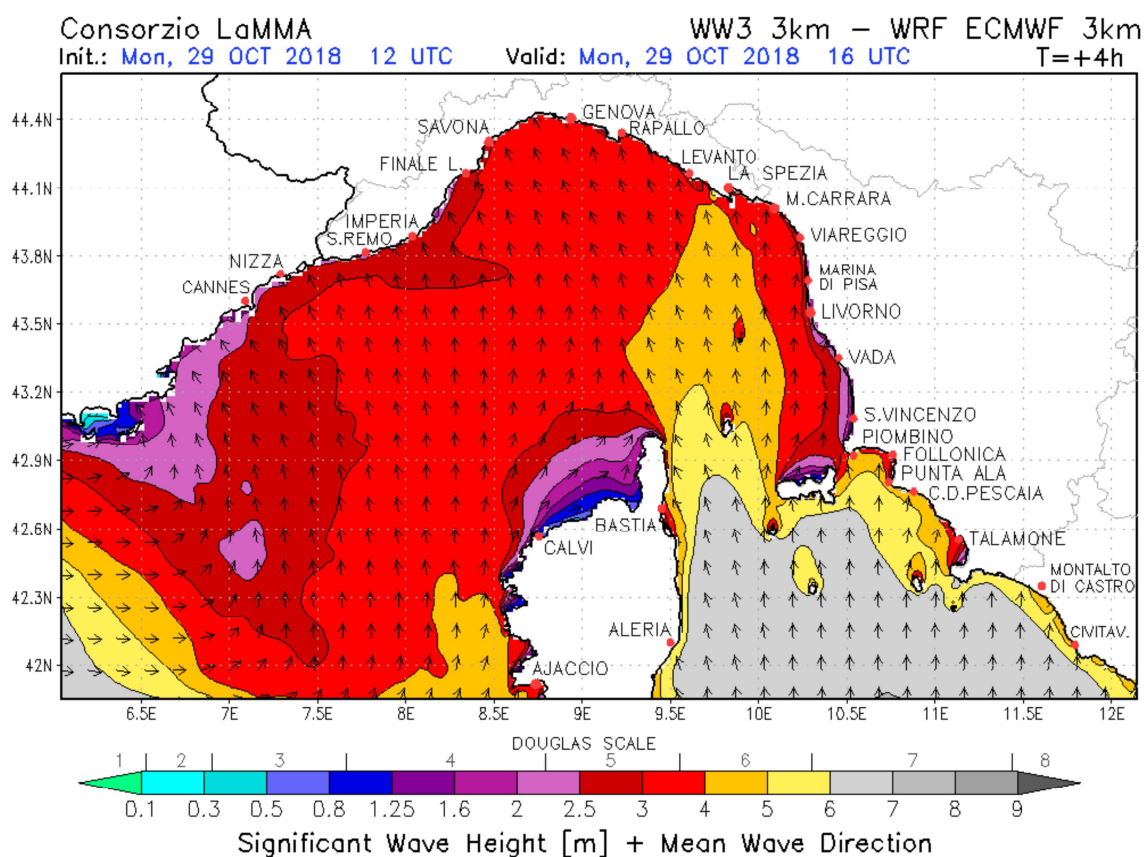 Consorzio LaMMA WW3 3km – WRF ECMWF 3km
Init.: Mon, 29 OCT 2018 12 UTC Valid: Mon, 29 OCT 2018 16 UTC T=+4h
44.4N
44.1N
43.8N
43.5N
43.2N
42.9N
42.6N
42.3N
42N
GENOVA
SAVONA
RAPALLO
FINALE L.
LEVANTO
LA SPEZIA
M.CARRARA
IMPERIA
S.REMO
VIAREGGIO
NIZZA
MARINA
DI PISA
CANNES
LIVORNO
VADA
S.VINCENZO
PIOMBINO
FOLLONICA
PUNTA ALA
C.D.PESCAIA
BASTIA
CALVI
TALAMONE
MONTALTO
DI CASTRO
ALERIA
CIVITAV.
AJACCIO
6.5E 7E 7.5E 8E 8.5E 9E 9.5E 10E 10.5E 11E 11.5E 12E
DOUGLAS SCALE
1 2 3 4 5 6 7 8
0.1 0.3 0.5 0.8 1.25 1.6 2 2.5 3 4 5 6 7 8 9
Significant Wave Height [m] + Mean Wave Direction